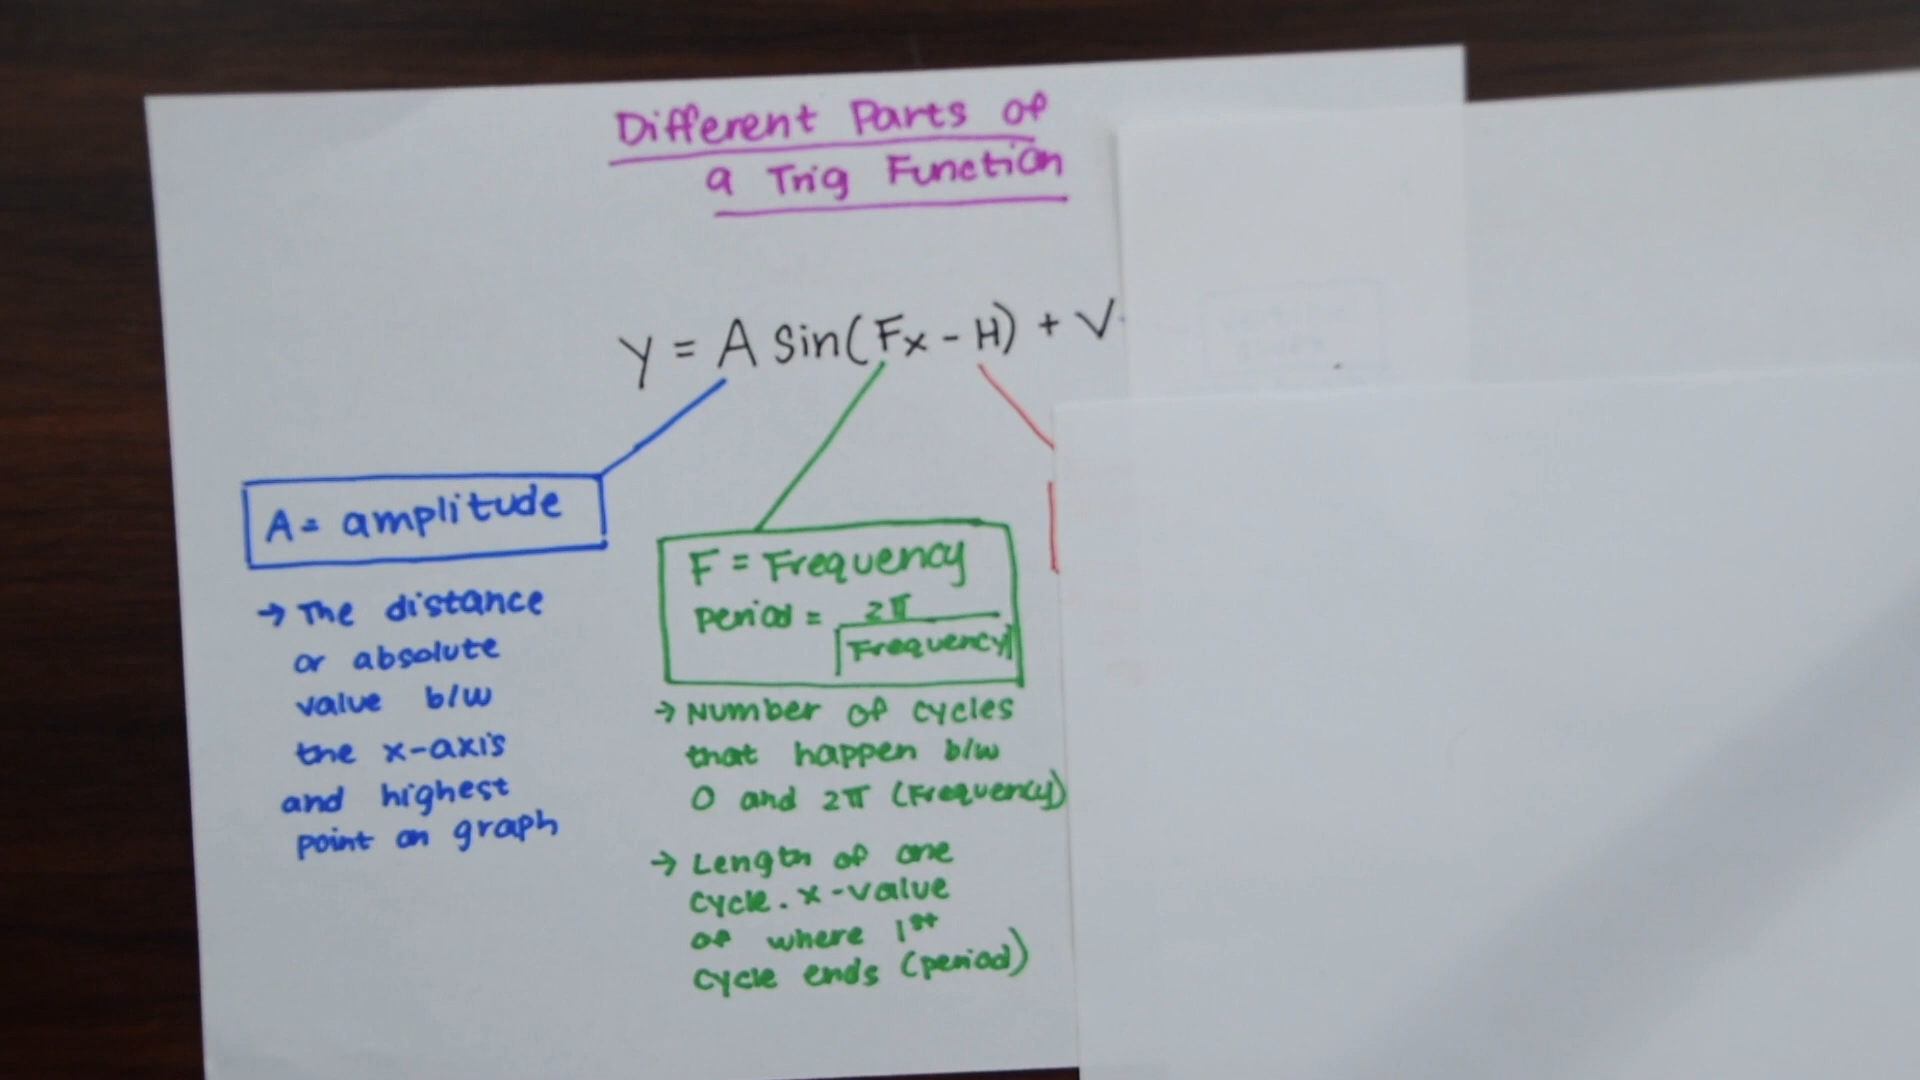 Different Parts of
a Trig Function
y = A sin(Fx - H) + V
A = amplitude
→ The distance
or absolute
value b/w
the x-axis
and highest
point on graph
F = Frequency
period = 2π / |Frequency|
→ Number of cycles
that happen b/w
0 and 2π (Frequency)
→ Length of one
cycle. x-value
of where 1st
cycle ends (period)